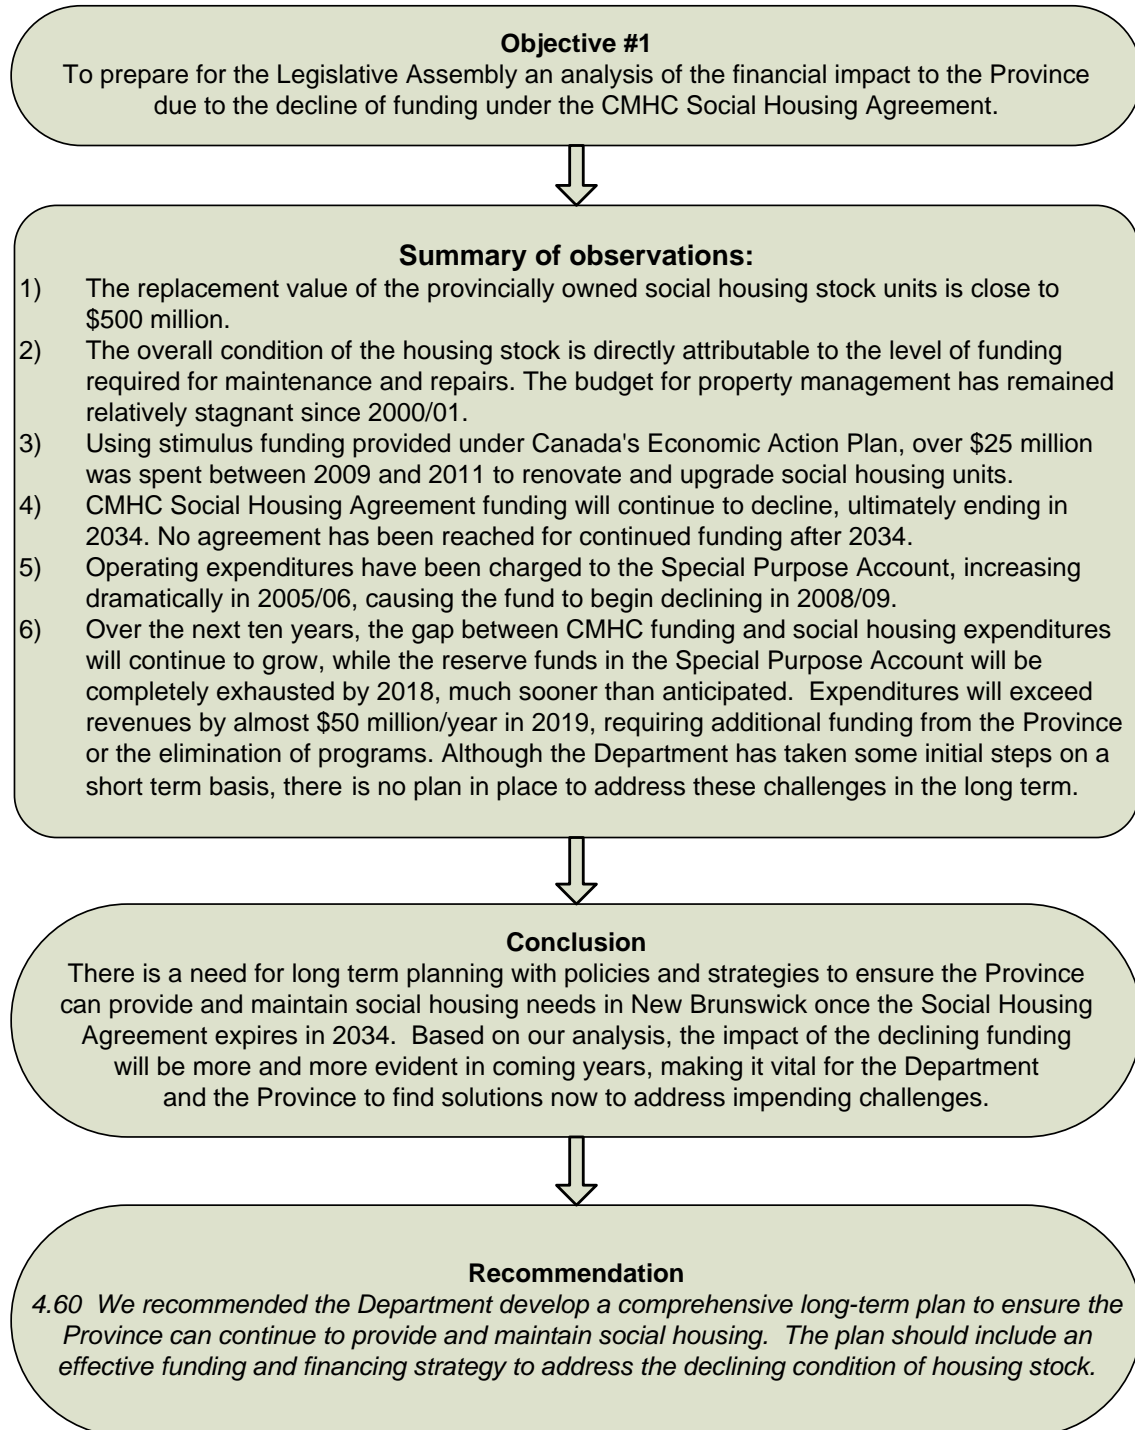 Objective #1
To prepare for the Legislative Assembly an analysis of the financial impact to the Province
due to the decline of funding under the CMHC Social Housing Agreement.
Summary of observations:
1) The replacement value of the provincially owned social housing stock units is close to
$500 million.
2) The overall condition of the housing stock is directly attributable to the level of funding
required for maintenance and repairs. The budget for property management has remained
relatively stagnant since 2000/01.
3) Using stimulus funding provided under Canada's Economic Action Plan, over $25 million
was spent between 2009 and 2011 to renovate and upgrade social housing units.
4) CMHC Social Housing Agreement funding will continue to decline, ultimately ending in
2034. No agreement has been reached for continued funding after 2034.
5) Operating expenditures have been charged to the Special Purpose Account, increasing
dramatically in 2005/06, causing the fund to begin declining in 2008/09.
6) Over the next ten years, the gap between CMHC funding and social housing expenditures
will continue to grow, while the reserve funds in the Special Purpose Account will be
completely exhausted by 2018, much sooner than anticipated. Expenditures will exceed
revenues by almost $50 million/year in 2019, requiring additional funding from the Province
or the elimination of programs. Although the Department has taken some initial steps on a
short term basis, there is no plan in place to address these challenges in the long term.
Conclusion
There is a need for long term planning with policies and strategies to ensure the Province
can provide and maintain social housing needs in New Brunswick once the Social Housing
Agreement expires in 2034. Based on our analysis, the impact of the declining funding
will be more and more evident in coming years, making it vital for the Department
and the Province to find solutions now to address impending challenges.
Recommendation
4.60 We recommended the Department develop a comprehensive long-term plan to ensure the
Province can continue to provide and maintain social housing. The plan should include an
effective funding and financing strategy to address the declining condition of housing stock.